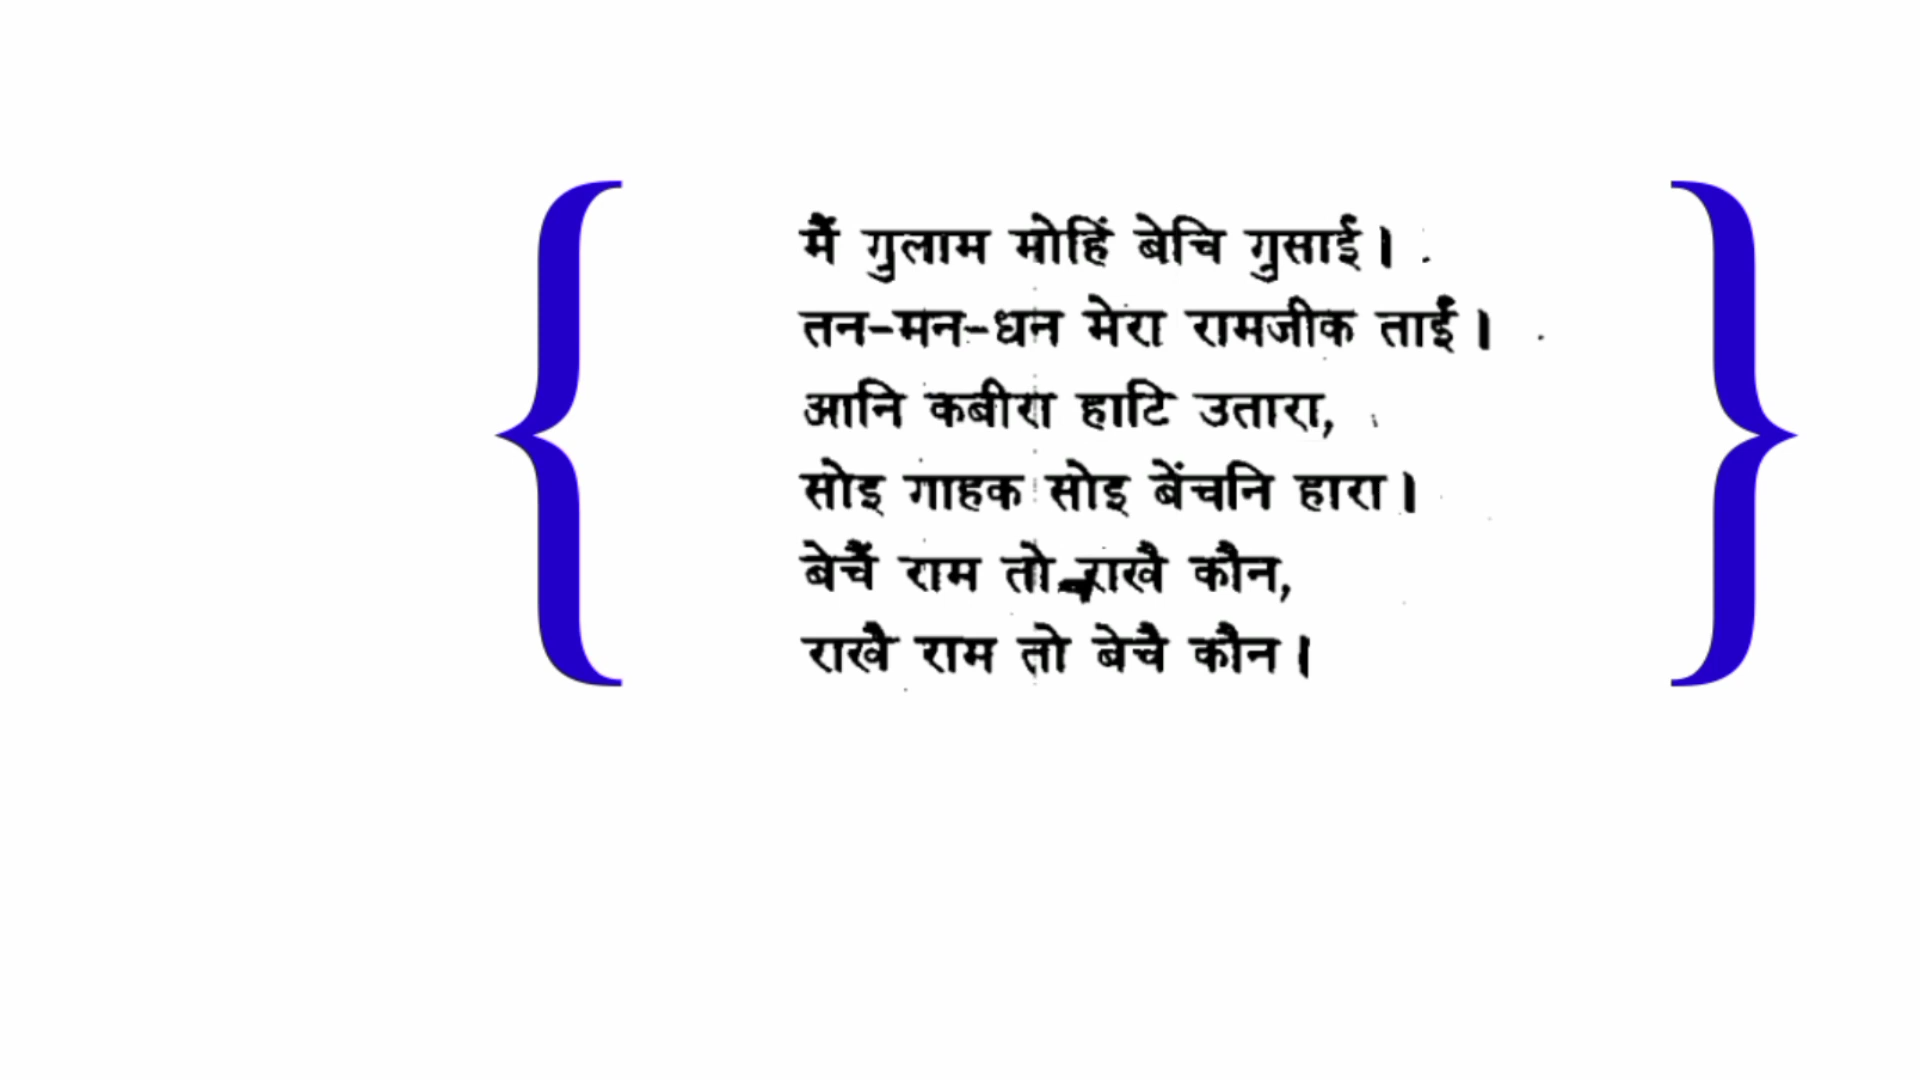 मैं गुलाम मोहिं बेचि गुसाईं।
तन-मन-धन मेरा रामजीक ताईं।
आनि कबीरा हाटि उतारा,
सोइ गाहक सोइ बेंचनि हारा।
बेचैं राम तो राखै कौन,
राखै राम तो बेचै कौन।